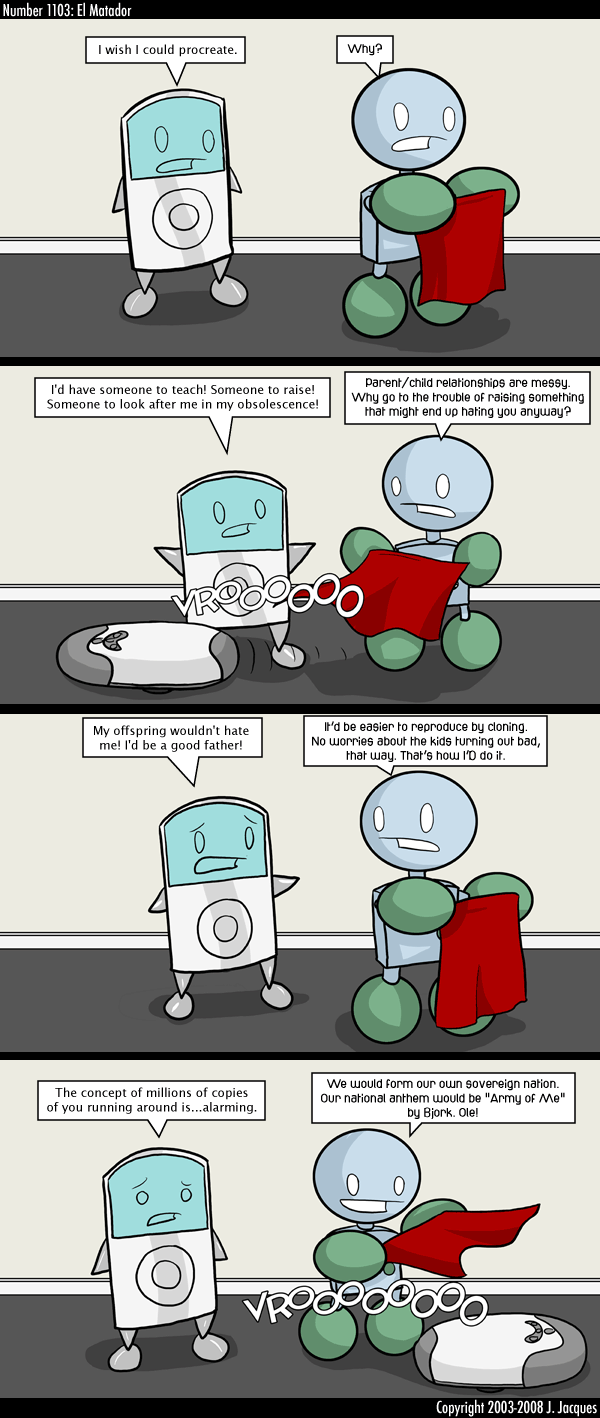 Number 1103: El Matador
I wish I could procreate.
Why?
I'd have someone to teach! Someone to raise!
Someone to look after me in my obsolescence!
Parent/child relationships are messy.
Why go to the trouble of raising something
that might end up hating you anyway?
VROOOOOOO
My offspring wouldn't hate
me! I'd be a good father!
It'd be easier to reproduce by cloning.
No worries about the kids turning out bad,
that way. That's how I'D do it.
The concept of millions of copies
of you running around is...alarming.
We would form our own sovereign nation.
Our national anthem would be "Army of Me"
by Bjork. Ole!
VROOOOOOOOO
Copyright 2003-2008 J. Jacques